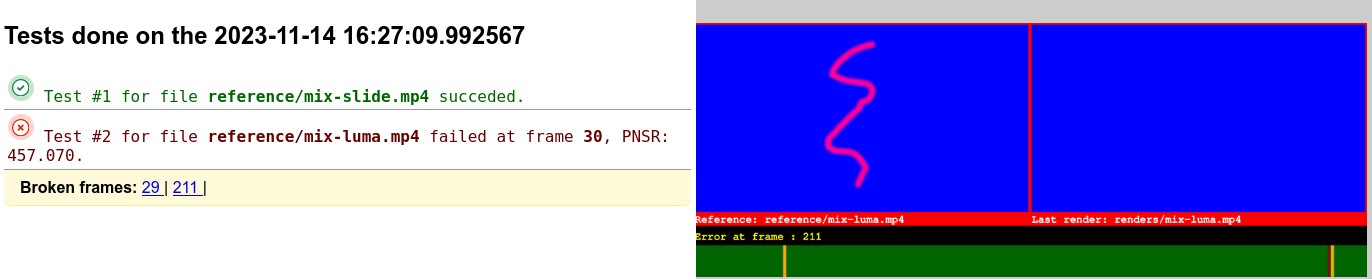 Tests done on the 2023-11-14 16:27:09.992567
Test #1 for file reference/mix-slide.mp4 succeded.
Test #2 for file reference/mix-luma.mp4 failed at frame 30, PNSR:
457.070.
Broken frames: 29 | 211 |
Reference: reference/mix-luma.mp4
Last render: renders/mix-luma.mp4
Error at frame : 211